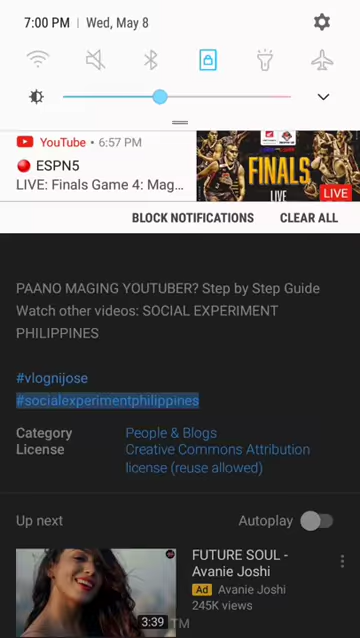 7:00 PM | Wed, May 8
YouTube • 6:57 PM
ESPN5
LIVE: Finals Game 4: Mag...
FINALS
LIVE
LIVE
BLOCK NOTIFICATIONS CLEAR ALL
PAANO MAGING YOUTUBER? Step by Step Guide
Watch other videos: SOCIAL EXPERIMENT
PHILIPPINES
#vlognijose
#socialexperimentphilippines
Category People & Blogs
License Creative Commons Attribution
license (reuse allowed)
Up next Autoplay
FUTURE SOUL -
Avanie Joshi
Ad Avanie Joshi
245K views
3:39
TM